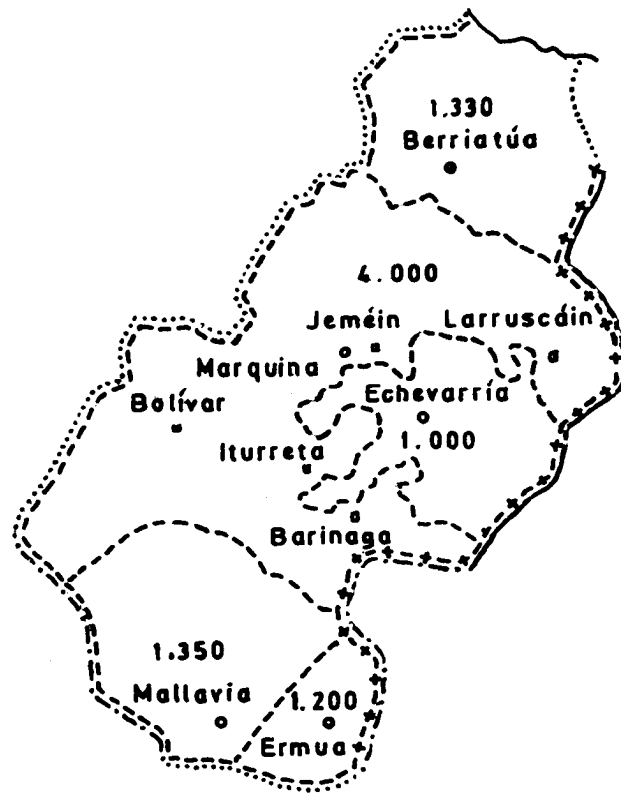 1.330
Berriatúa
4.000
Jeméin Larruscáin
Marquina
Echevarría
Bolívar
1.000
Iturreta
Barinaga
1.350
Mallavia
1.200
Ermua